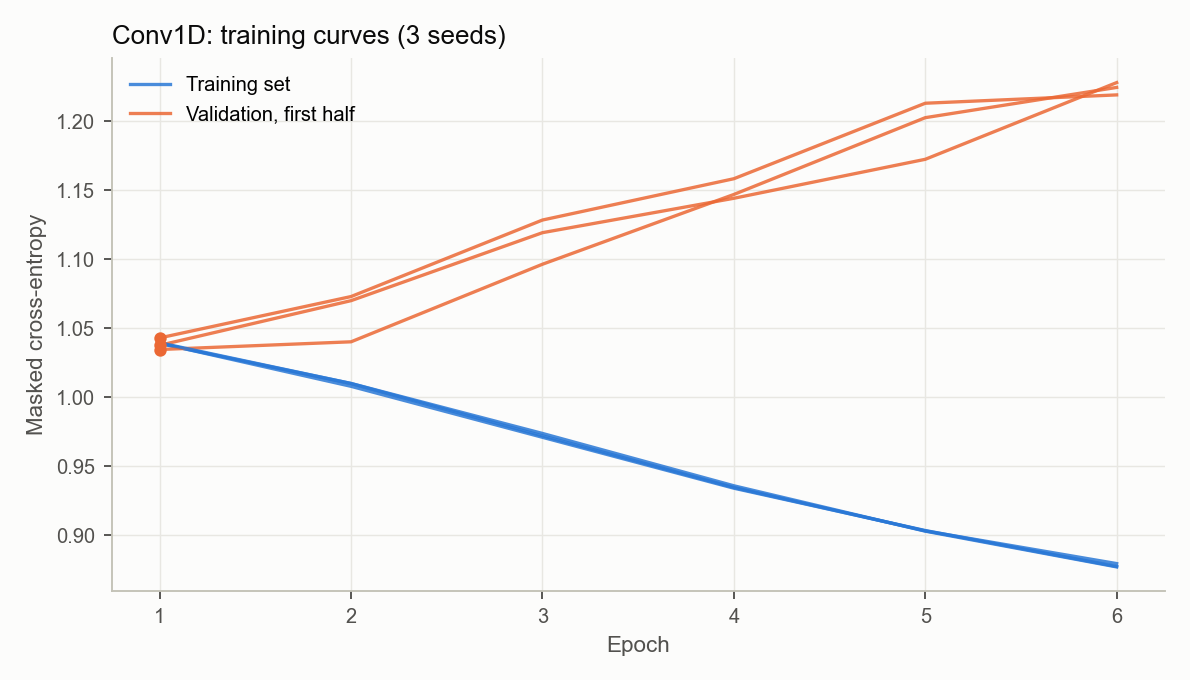 Conv1D: training curves (3 seeds)
Training set
Validation, first half
1.20
1.15
1.10
1.05
1.00
0.95
0.90
Masked cross-entropy
1 2 3 4 5 6
Epoch